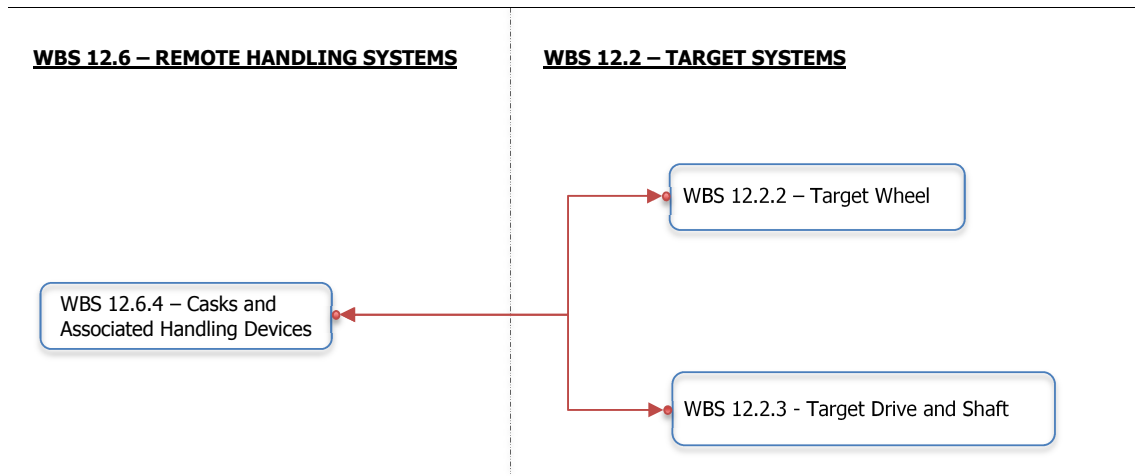 WBS 12.6 – REMOTE HANDLING SYSTEMS
WBS 12.2 – TARGET SYSTEMS
WBS 12.2.2 – Target Wheel
WBS 12.6.4 – Casks and
Associated Handling Devices
WBS 12.2.3 - Target Drive and Shaft